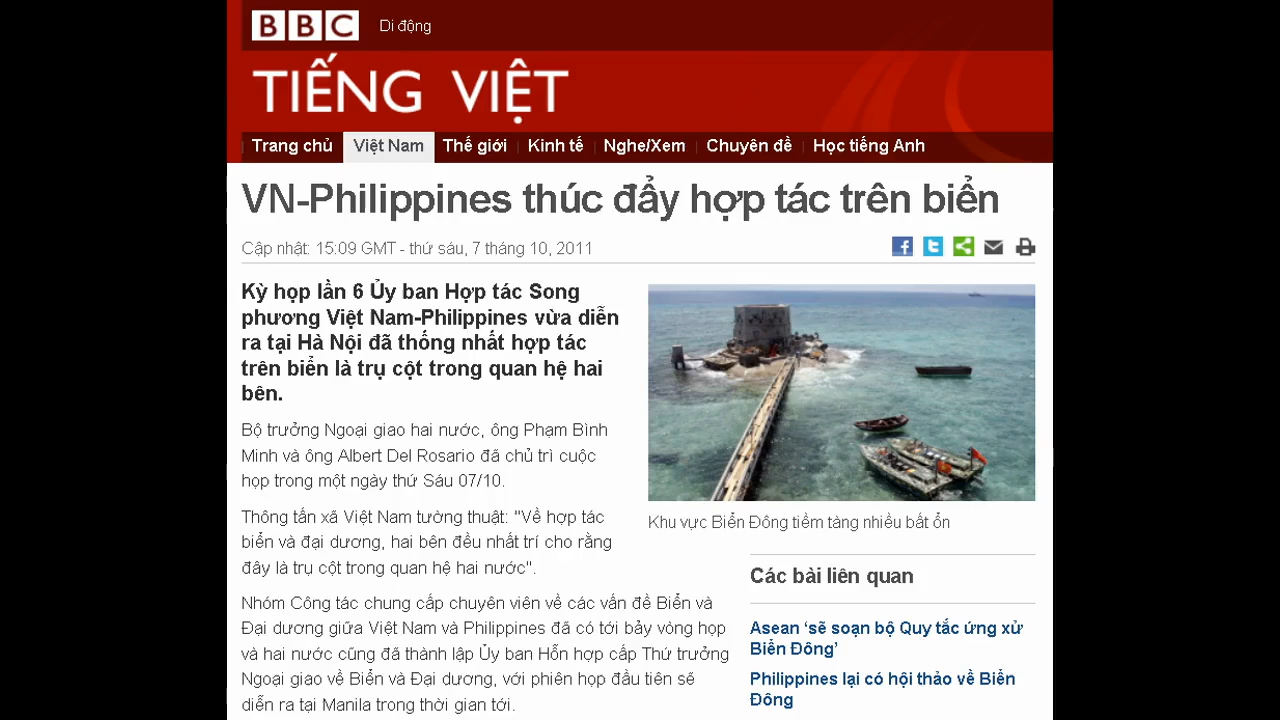 BBC Di động
TIẾNG VIỆT
Trang chủ Việt Nam Thế giới Kinh tế Nghe/Xem Chuyên đề Học tiếng Anh
VN-Philippines thúc đẩy hợp tác trên biển
Cập nhật: 15:09 GMT - thứ sáu, 7 tháng 10, 2011
Kỳ họp lần 6 Ủy ban Hợp tác Song
phương Việt Nam-Philippines vừa diễn
ra tại Hà Nội đã thống nhất hợp tác
trên biển là trụ cột trong quan hệ hai
bên.
Bộ trưởng Ngoại giao hai nước, ông Phạm Bình
Minh và ông Albert Del Rosario đã chủ trì cuộc
họp trong một ngày thứ Sáu 07/10.
Thông tấn xã Việt Nam tường thuật: "Về hợp tác
biển và đại dương, hai bên đều nhất trí cho rằng
đây là trụ cột trong quan hệ hai nước".
Nhóm Công tác chung cấp chuyên viên về các vấn đề Biển và
Đại dương giữa Việt Nam và Philippines đã có tới bảy vòng họp
và hai nước cũng đã thành lập Ủy ban Hỗn hợp cấp Thứ trưởng
Ngoại giao về Biển và Đại dương, với phiên họp đầu tiên sẽ
diễn ra tại Manila trong thời gian tới.
Khu vực Biển Đông tiềm tàng nhiều bất ổn
Các bài liên quan
Asean ‘sẽ soạn bộ Quy tắc ứng xử
Biển Đông’
Philippines lại có hội thảo về Biển
Đông